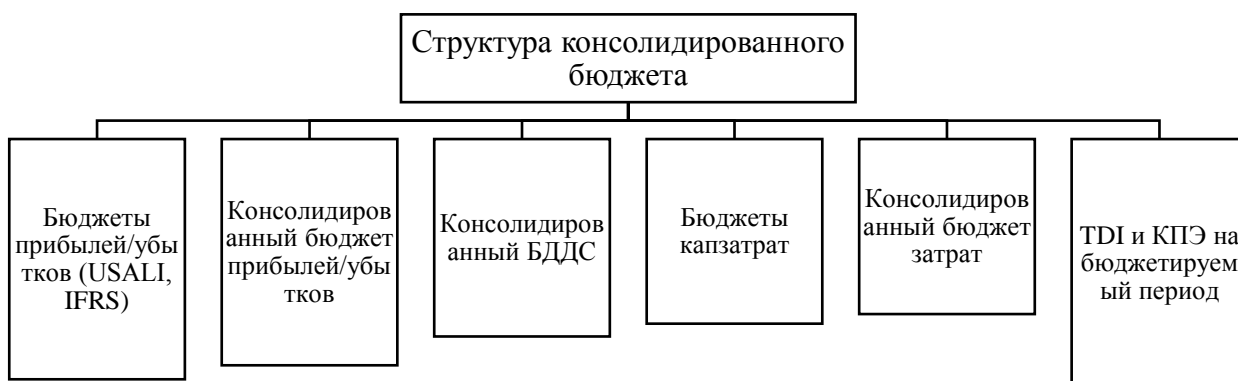 Структура консолидированного
бюджета
Бюджеты
прибылей/убы
тков (USALI,
IFRS)
Консолидиров
анный бюджет
прибылей/убы
тков
Консолидиров
анный БДДС
Бюджеты
капзатрат
Консолидиров
анный бюджет
затрат
TDI и КПЭ на
бюджетируем
ый период